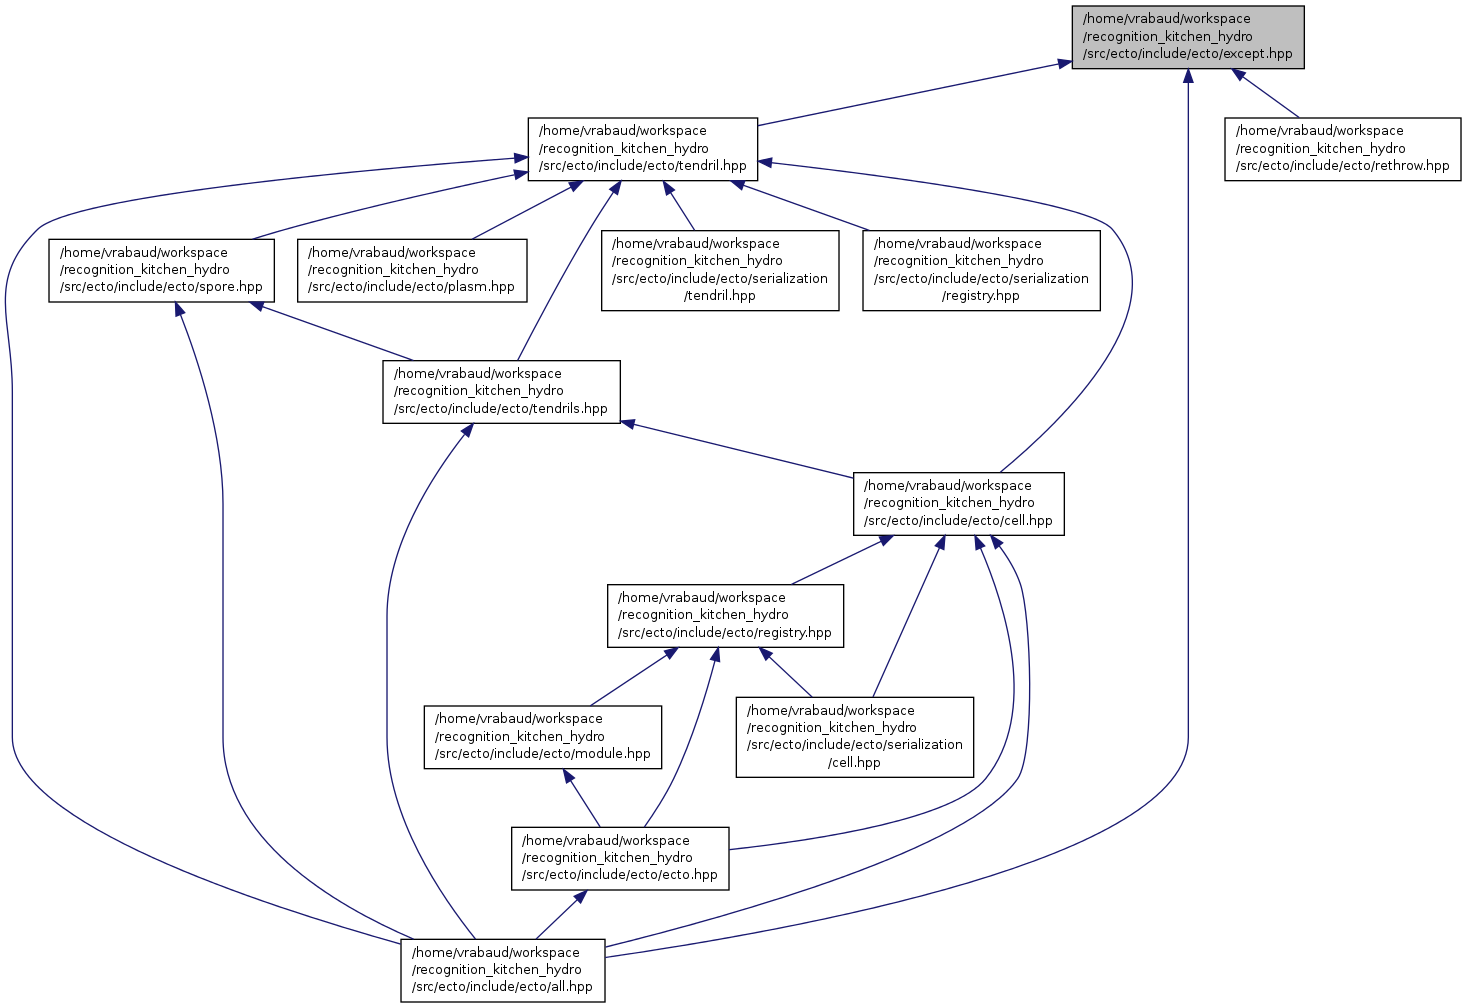 /home/vrabaud/workspace
/recognition_kitchen_hydro
/src/ecto/include/ecto/except.hpp
/home/vrabaud/workspace
/recognition_kitchen_hydro
/src/ecto/include/ecto/tendril.hpp
/home/vrabaud/workspace
/recognition_kitchen_hydro
/src/ecto/include/ecto/rethrow.hpp
/home/vrabaud/workspace
/recognition_kitchen_hydro
/src/ecto/include/ecto/spore.hpp
/home/vrabaud/workspace
/recognition_kitchen_hydro
/src/ecto/include/ecto/plasm.hpp
/home/vrabaud/workspace
/recognition_kitchen_hydro
/src/ecto/include/ecto/serialization
/tendril.hpp
/home/vrabaud/workspace
/recognition_kitchen_hydro
/src/ecto/include/ecto/serialization
/registry.hpp
/home/vrabaud/workspace
/recognition_kitchen_hydro
/src/ecto/include/ecto/tendrils.hpp
/home/vrabaud/workspace
/recognition_kitchen_hydro
/src/ecto/include/ecto/cell.hpp
/home/vrabaud/workspace
/recognition_kitchen_hydro
/src/ecto/include/ecto/registry.hpp
/home/vrabaud/workspace
/recognition_kitchen_hydro
/src/ecto/include/ecto/module.hpp
/home/vrabaud/workspace
/recognition_kitchen_hydro
/src/ecto/include/ecto/serialization
/cell.hpp
/home/vrabaud/workspace
/recognition_kitchen_hydro
/src/ecto/include/ecto/ecto.hpp
/home/vrabaud/workspace
/recognition_kitchen_hydro
/src/ecto/include/ecto/all.hpp